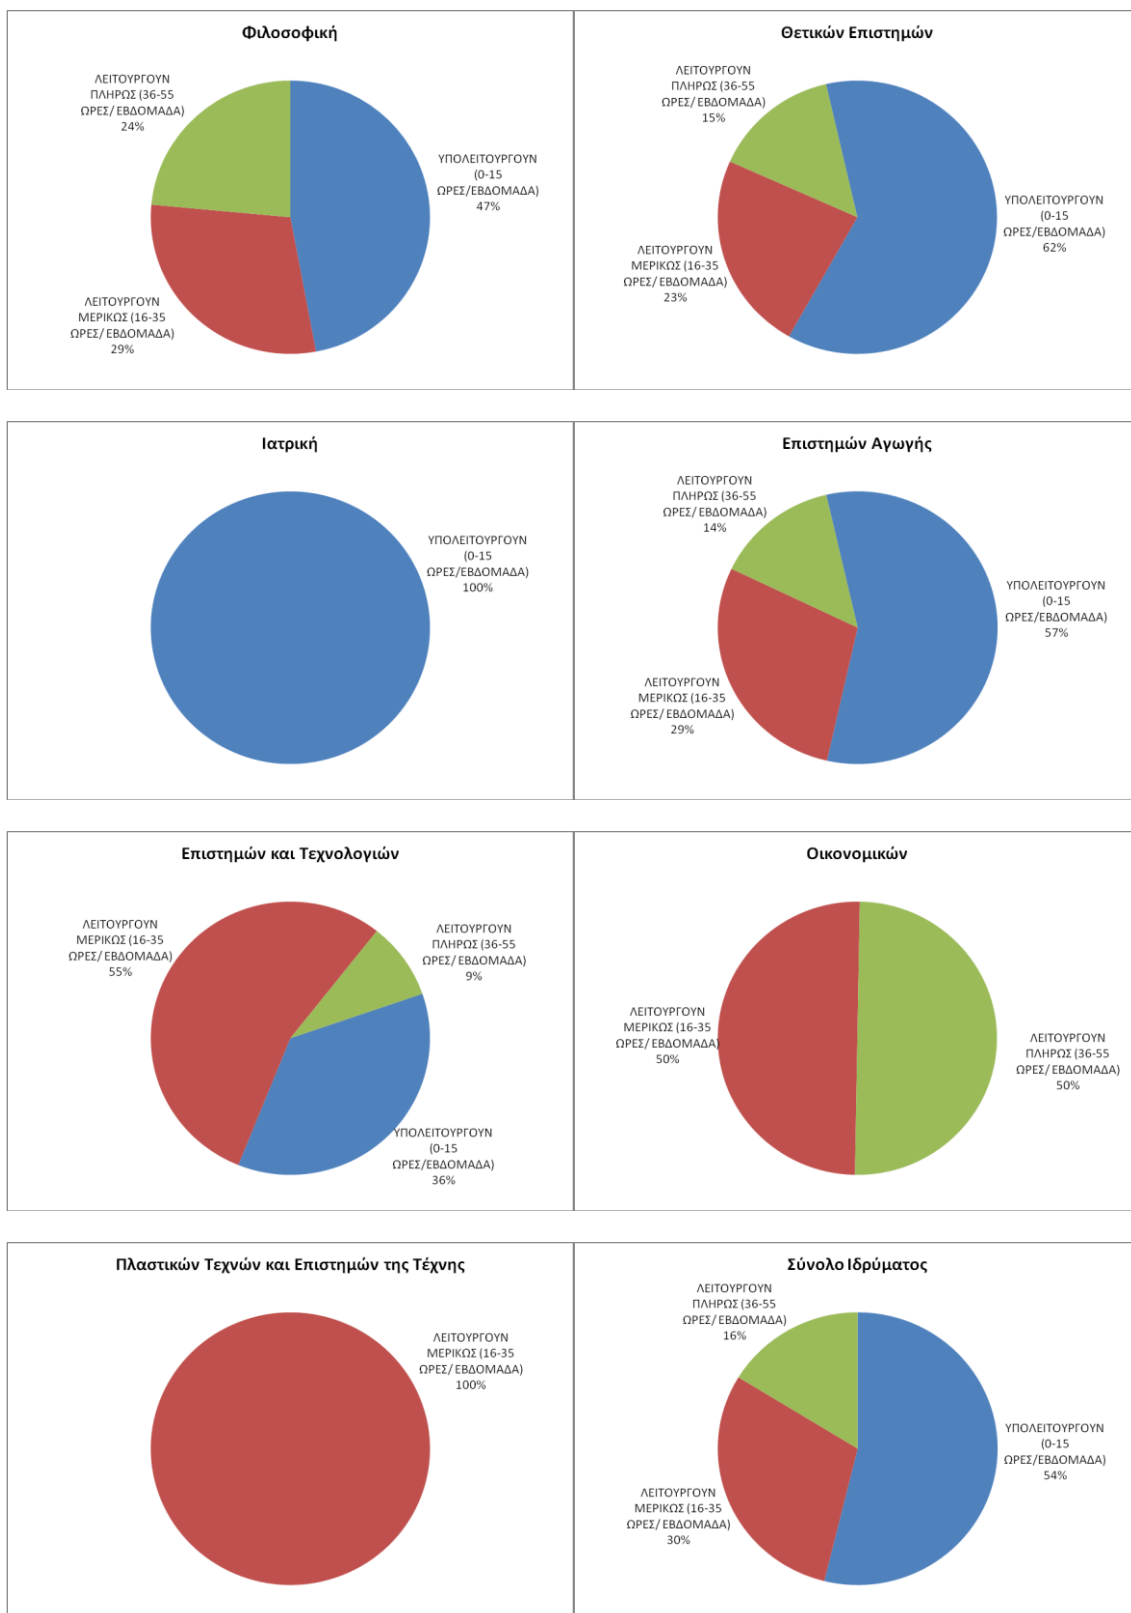 Φιλοσοφική
ΛΕΙΤΟΥΡΓΟΥΝ
ΠΛΗΡΩΣ (36-55
ΩΡΕΣ/ΕΒΔΟΜΑΔΑ)
24%
ΥΠΟΛΕΙΤΟΥΡΓΟΥΝ
(0-15
ΩΡΕΣ/ΕΒΔΟΜΑΔΑ)
47%
ΛΕΙΤΟΥΡΓΟΥΝ
ΜΕΡΙΚΩΣ (16-35
ΩΡΕΣ/ΕΒΔΟΜΑΔΑ)
29%
Θετικών Επιστημών
ΛΕΙΤΟΥΡΓΟΥΝ
ΠΛΗΡΩΣ (36-55
ΩΡΕΣ/ΕΒΔΟΜΑΔΑ)
15%
ΥΠΟΛΕΙΤΟΥΡΓΟΥΝ
(0-15
ΩΡΕΣ/ΕΒΔΟΜΑΔΑ)
62%
ΛΕΙΤΟΥΡΓΟΥΝ
ΜΕΡΙΚΩΣ (16-35
ΩΡΕΣ/ΕΒΔΟΜΑΔΑ)
23%
Ιατρική
ΥΠΟΛΕΙΤΟΥΡΓΟΥΝ
(0-15
ΩΡΕΣ/ΕΒΔΟΜΑΔΑ)
100%
Επιστημών Αγωγής
ΛΕΙΤΟΥΡΓΟΥΝ
ΠΛΗΡΩΣ (36-55
ΩΡΕΣ/ΕΒΔΟΜΑΔΑ)
14%
ΥΠΟΛΕΙΤΟΥΡΓΟΥΝ
(0-15
ΩΡΕΣ/ΕΒΔΟΜΑΔΑ)
57%
ΛΕΙΤΟΥΡΓΟΥΝ
ΜΕΡΙΚΩΣ (16-35
ΩΡΕΣ/ΕΒΔΟΜΑΔΑ)
29%
Επιστημών και Τεχνολογιών
ΛΕΙΤΟΥΡΓΟΥΝ
ΜΕΡΙΚΩΣ (16-35
ΩΡΕΣ/ΕΒΔΟΜΑΔΑ)
55%
ΛΕΙΤΟΥΡΓΟΥΝ
ΠΛΗΡΩΣ (36-55
ΩΡΕΣ/ΕΒΔΟΜΑΔΑ)
9%
ΥΠΟΛΕΙΤΟΥΡΓΟΥΝ
(0-15
ΩΡΕΣ/ΕΒΔΟΜΑΔΑ)
36%
Οικονομικών
ΛΕΙΤΟΥΡΓΟΥΝ
ΜΕΡΙΚΩΣ (16-35
ΩΡΕΣ/ΕΒΔΟΜΑΔΑ)
50%
ΛΕΙΤΟΥΡΓΟΥΝ
ΠΛΗΡΩΣ (36-55
ΩΡΕΣ/ΕΒΔΟΜΑΔΑ)
50%
Πλαστικών Τεχνών και Επιστημών της Τέχνης
ΛΕΙΤΟΥΡΓΟΥΝ
ΜΕΡΙΚΩΣ (16-35
ΩΡΕΣ/ΕΒΔΟΜΑΔΑ)
100%
Σύνολο Ιδρύματος
ΛΕΙΤΟΥΡΓΟΥΝ
ΠΛΗΡΩΣ (36-55
ΩΡΕΣ/ΕΒΔΟΜΑΔΑ)
16%
ΥΠΟΛΕΙΤΟΥΡΓΟΥΝ
(0-15
ΩΡΕΣ/ΕΒΔΟΜΑΔΑ)
54%
ΛΕΙΤΟΥΡΓΟΥΝ
ΜΕΡΙΚΩΣ (16-35
ΩΡΕΣ/ΕΒΔΟΜΑΔΑ)
30%